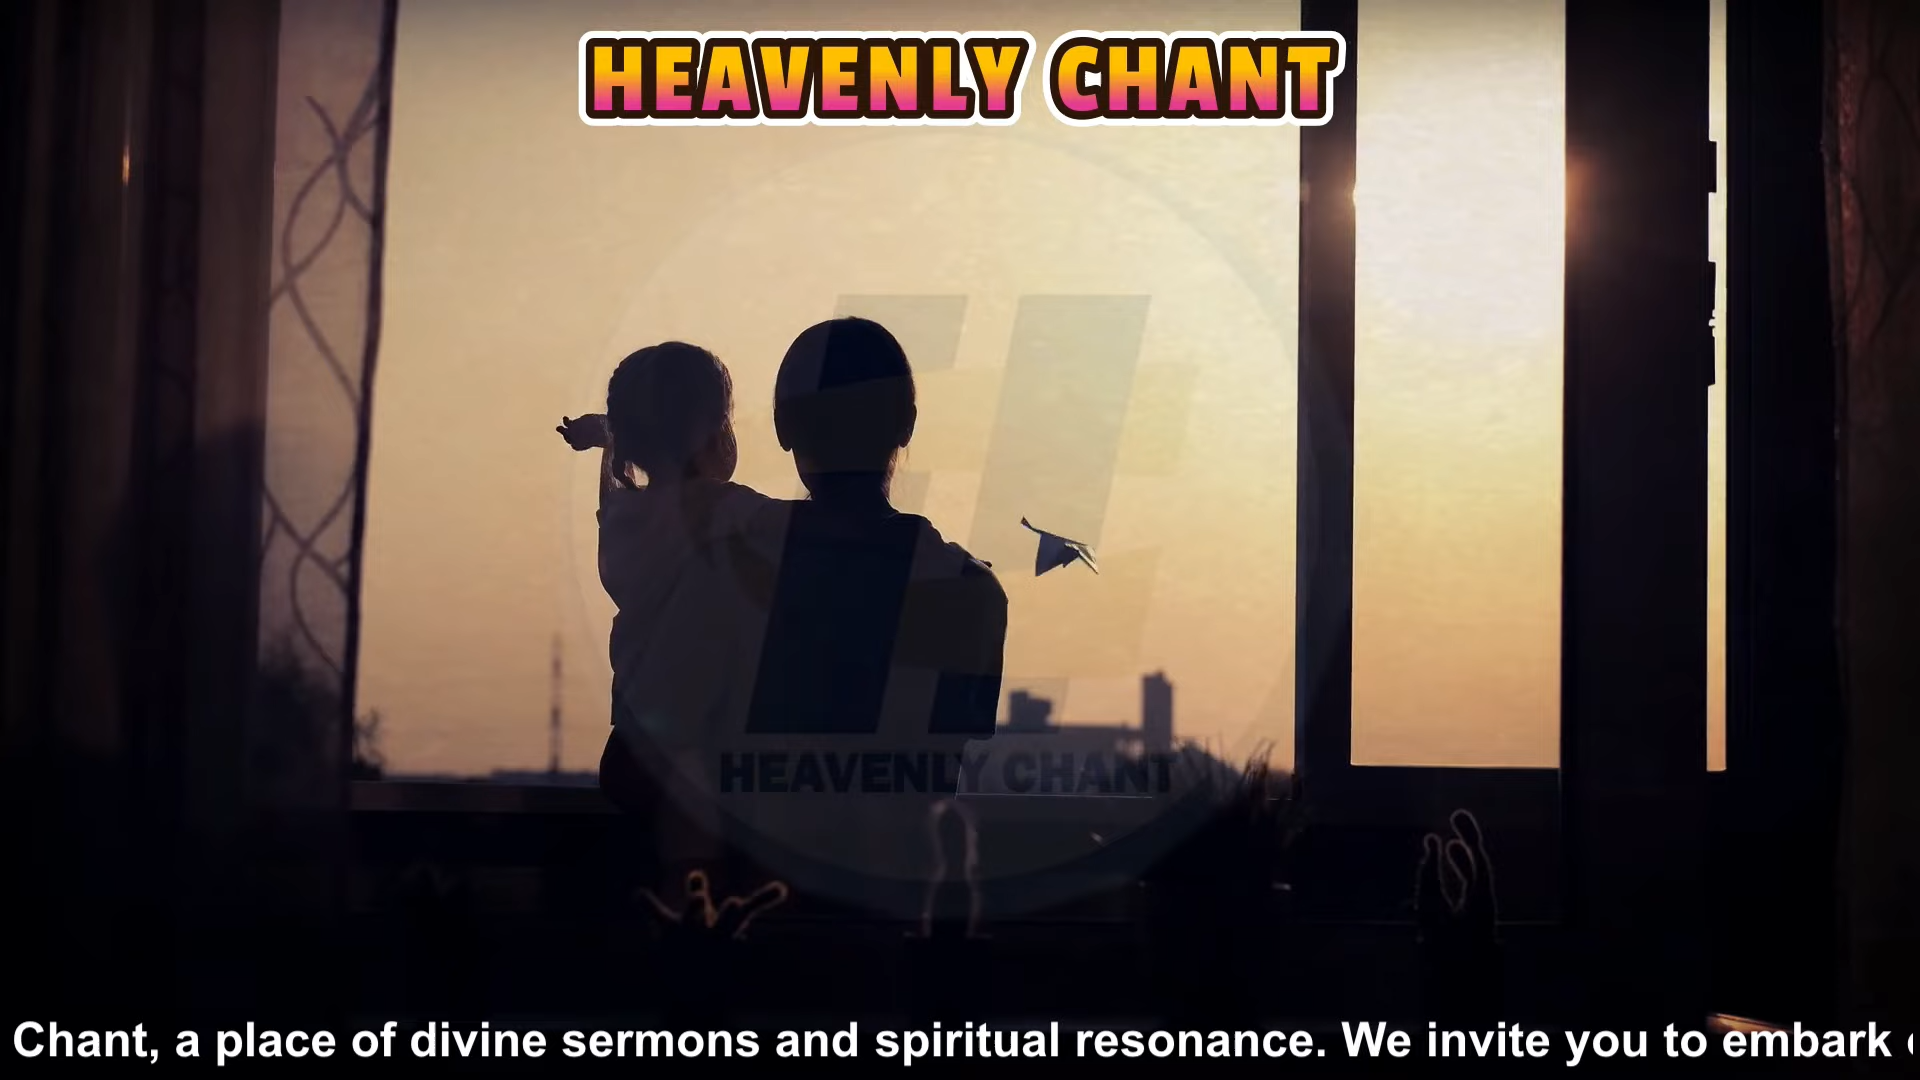 HEAVENLY CHANT
HEAVENLY CHANT
Chant, a place of divine sermons and spiritual resonance. We invite you to embark